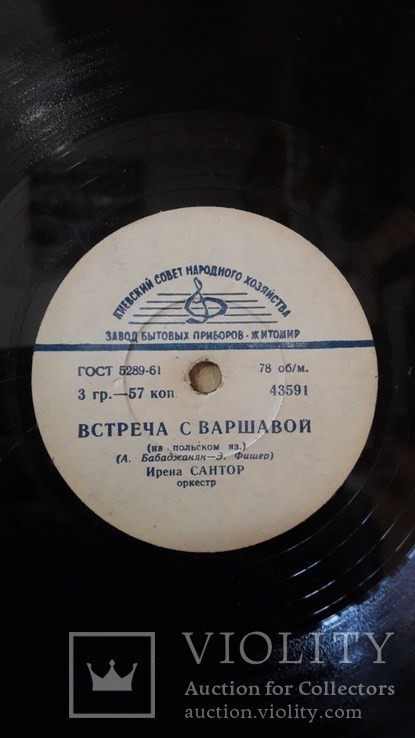 КИЕВСКИЙ СОВЕТ НАРОДНОГО ХОЗЯЙСТВА
ЗАВОД БЫТОВЫХ ПРИБОРОВ · ЖИТОМИР
ГОСТ 5289-61 78 об/м.
3 гр.—57 коп. 43591
ВСТРЕЧА С ВАРШАВОЙ
(на польском яз.)
(А. Бабаджанян—Э. Фишер)
Ирена САНТОР
оркестр
VIOLITY
Auction for Collectors
auction.violity.com